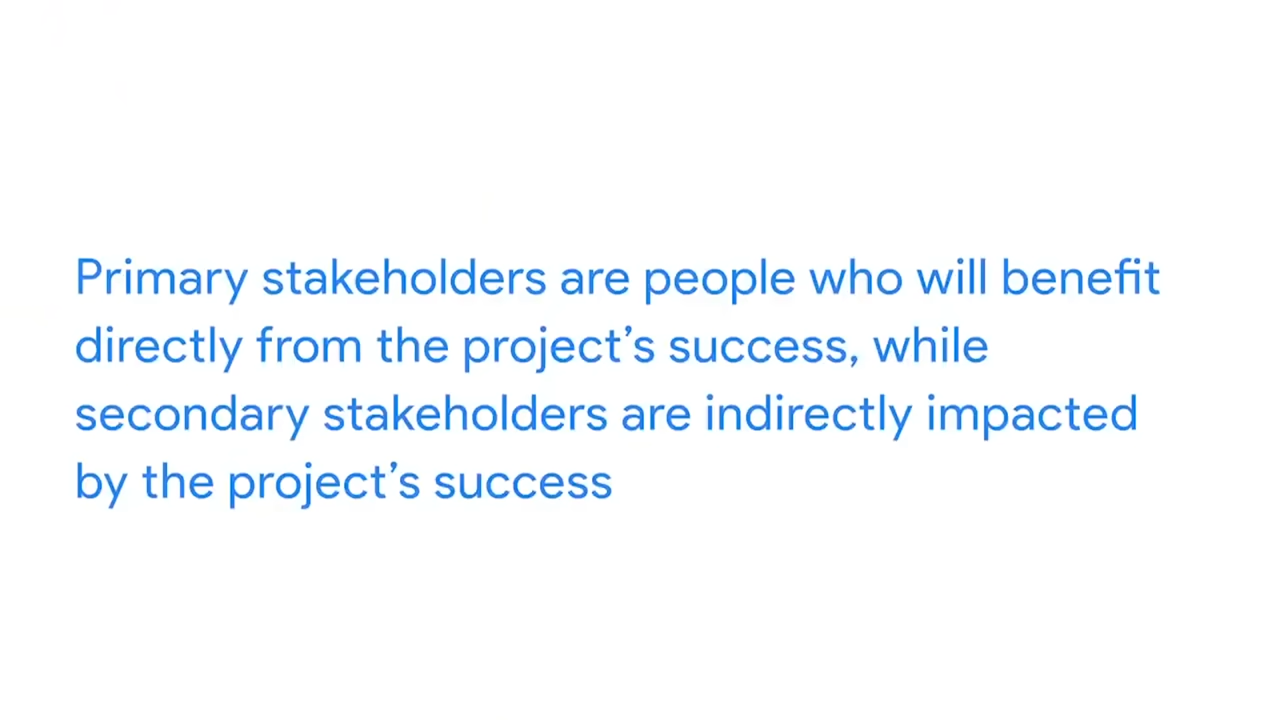 Primary stakeholders are people who will benefit
directly from the project’s success, while
secondary stakeholders are indirectly impacted
by the project’s success